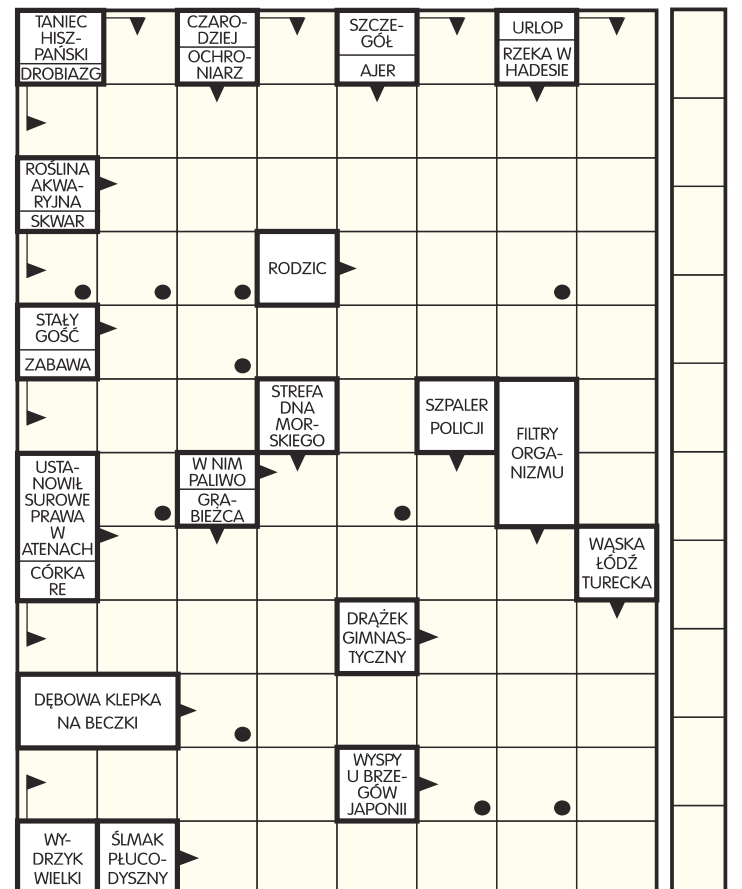 TANIEC
HISZ-
PAŃSKI
DROBIAZG
CZARO-
DZIEJ
OCHRO-
NIARZ
SZCZE-
GÓŁ
AJER
URLOP
RZEKA W
HADESIE
ROŚLINA
AKWA-
RYJNA
SKWAR
RODZIC
STAŁY
GOŚĆ
ZABAWA
STREFA
DNA
MOR-
SKIEGO
SZPALER
POLICJI
FILTRY
ORGA-
NIZMU
USTA-
NOWIŁ
SUROWE
PRAWA
W
ATENACH
CÓRKA
RE
W NIM
PALIWO
GRA-
BIEŻCA
WĄSKA
ŁÓDŹ
TURECKA
DRĄŻEK
GIMNAS-
TYCZNY
DĘBOWA KLEPKA
NA BECZKI
WYSPY
U BRZE-
GÓW
JAPONII
WY-
DRZYK
WIELKI
ŚLMAK
PŁUCO-
DYSZNY